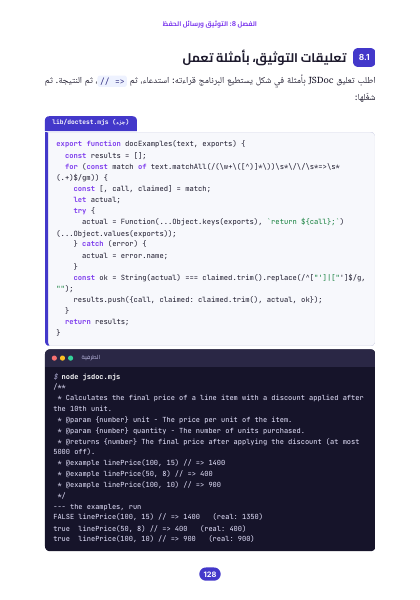 الفصل 8: التوثيق ورسائل الحفظ
8.1 تعليقات التوثيق، بأمثلة تعمل
اطلب تعليق JSDoc بأمثلة في شكل يستطيع البرنامج قراءته: استدعاء، ثم // =>، ثم النتيجة. ثم
شغّلها:
lib/doctest.mjs (جزء)
export function docExamples(text, exports) {
  const results = [];
  for (const match of text.matchAll(/(\w+\([^)]*\))\s*\/\/\s*=>\s*
(.+)$/gm)) {
    const [, call, claimed] = match;
    let actual;
    try {
      actual = Function(...Object.keys(exports), `return ${call};`)
(...Object.values(exports));
    } catch (error) {
      actual = error.name;
    }
    const ok = String(actual) === claimed.trim().replace(/^["']|["']$/g,
"");
    results.push({call, claimed: claimed.trim(), actual, ok});
  }
  return results;
}
الطرفية
$ node jsdoc.mjs
/**
 * Calculates the final price of a line item with a discount applied after
the 10th unit.
 * @param {number} unit - The price per unit of the item.
 * @param {number} quantity - The number of units purchased.
 * @returns {number} The final price after applying the discount (at most
5000 off).
 * @example linePrice(100, 15) // => 1400
 * @example linePrice(50, 8) // => 400
 * @example linePrice(100, 10) // => 900
 */
--- the examples, run
FALSE linePrice(100, 15) // => 1400   (real: 1350)
true  linePrice(50, 8) // => 400   (real: 400)
true  linePrice(100, 10) // => 900   (real: 900)
128